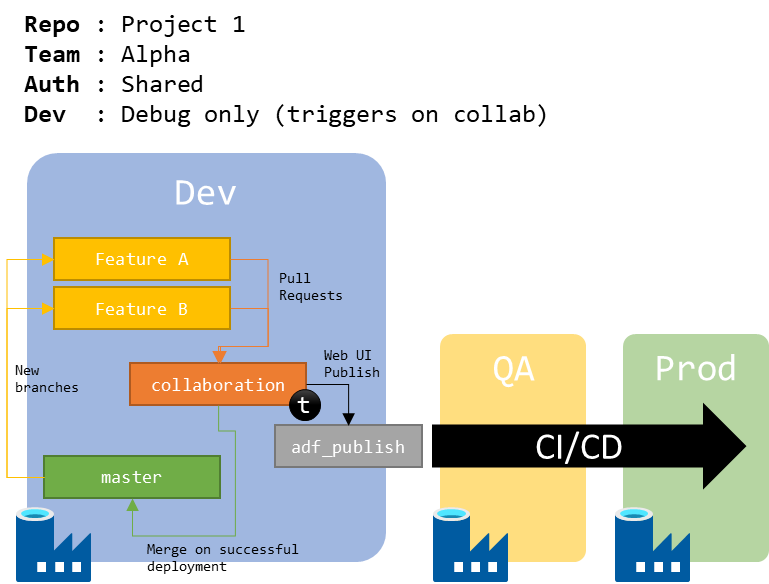 Repo : Project 1
Team : Alpha
Auth : Shared
Dev  : Debug only (triggers on collab)
Dev
Feature A
Pull
Requests
Feature B
Web UI
Publish
New
branches
collaboration
t
QA
Prod
adf_publish
CI/CD
master
Merge on successful
deployment